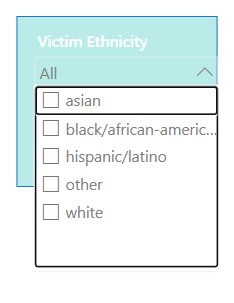 Victim Ethnicity
All
asian
black/african-americ...
hispanic/latino
other
white